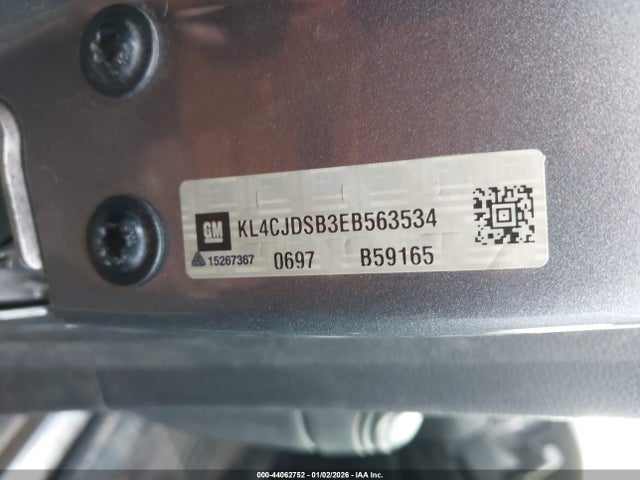 GM
KL4CJDSB3EB563534
15267367 0697 B59165
000-44062752 - 01/02/2026 - IAA Inc.